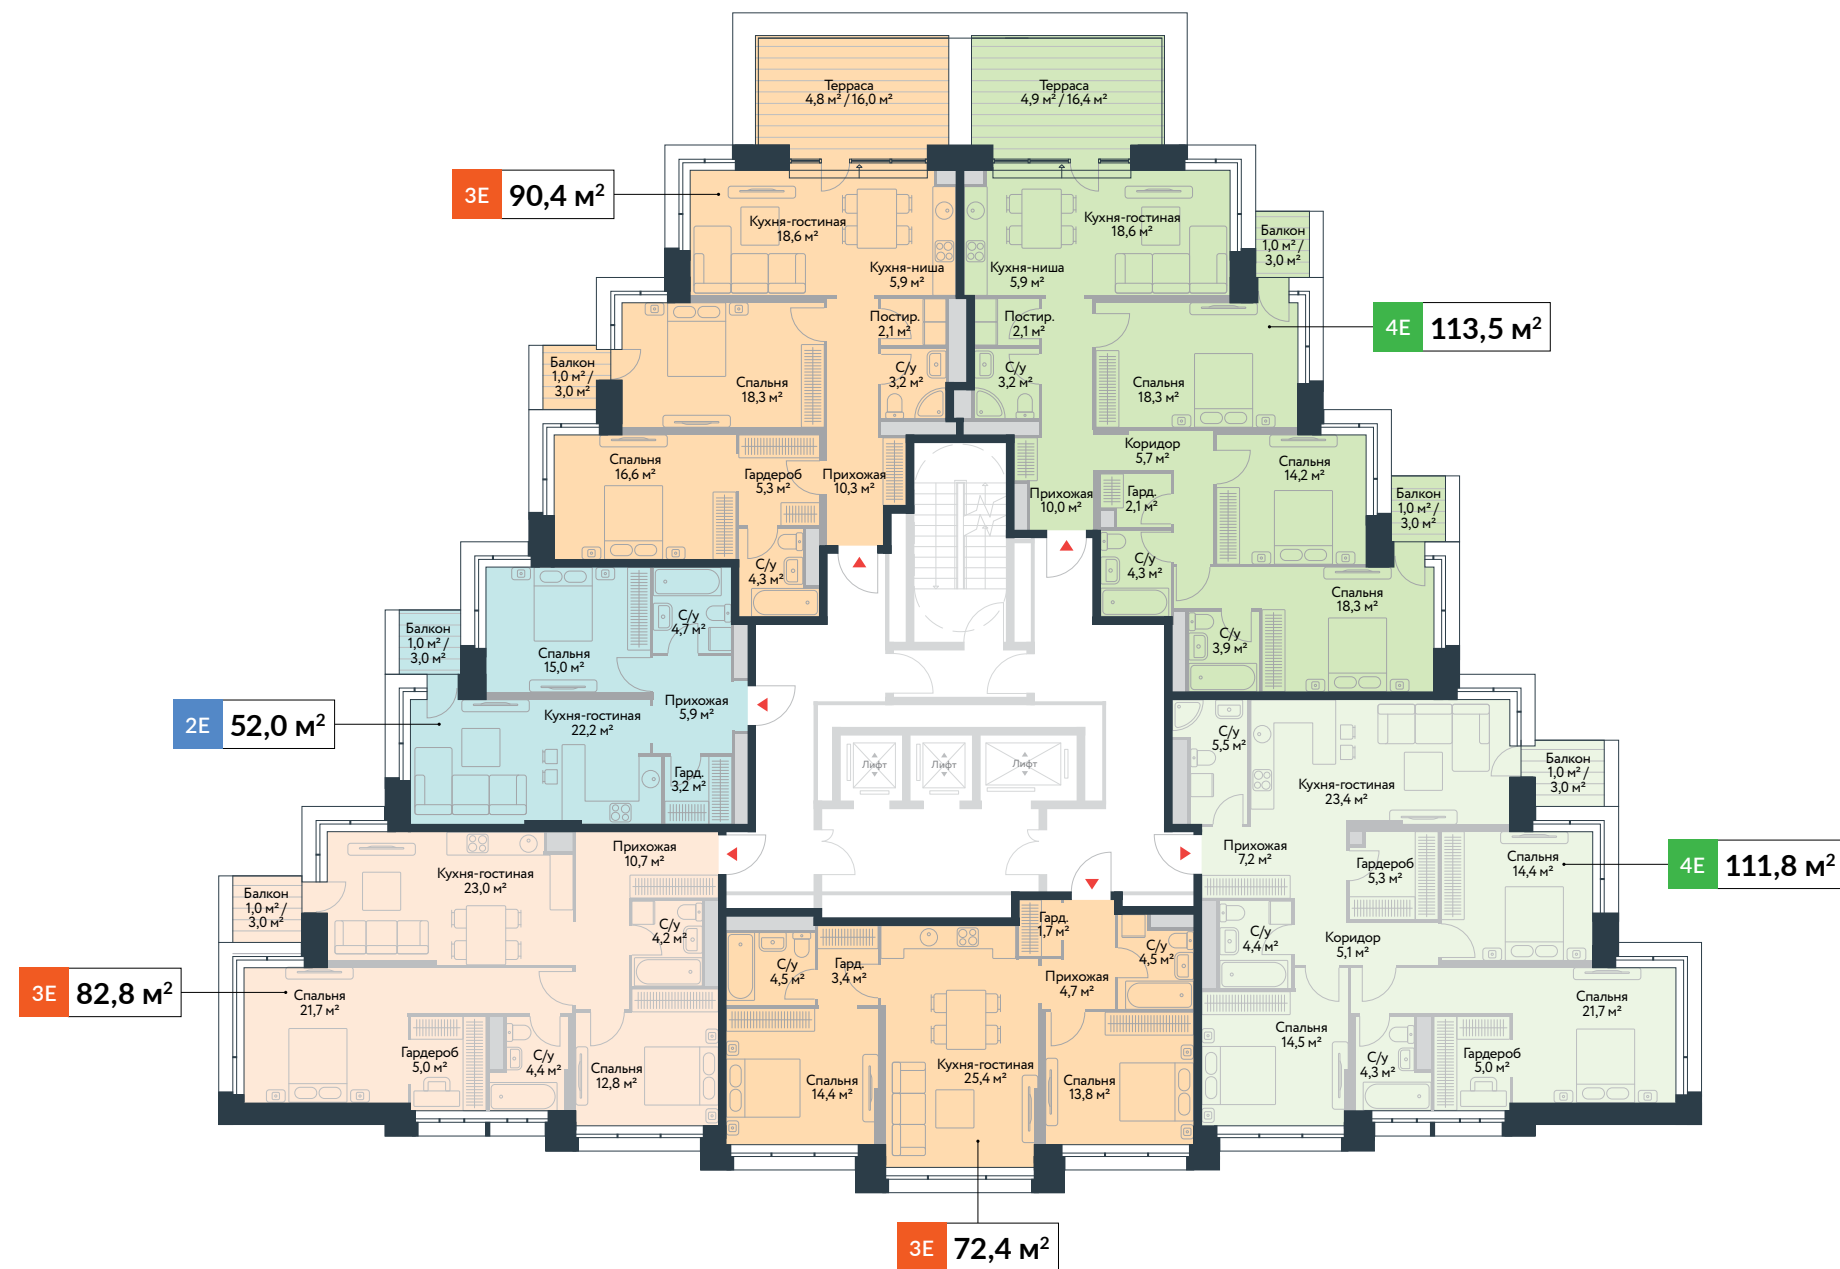 Терраса
4,8 м² / 16,0 м²
Терраса
4,9 м² / 16,4 м²
3Е 90,4 м²
Кухня-гостиная
18,6 м²
Кухня-ниша
5,9 м²
Постир.
2,1 м²
С/у
3,2 м²
Балкон
1,0 м² /
3,0 м²
Спальня
18,3 м²
Спальня
16,6 м²
Гардероб
5,3 м²
Прихожая
10,3 м²
С/у
4,3 м²
Кухня-гостиная
18,6 м²
Кухня-ниша
5,9 м²
Балкон
1,0 м² /
3,0 м²
4Е 113,5 м²
Постир.
2,1 м²
С/у
3,2 м²
Спальня
18,3 м²
Коридор
5,7 м²
Спальня
14,2 м²
Прихожая
10,0 м²
Гард.
2,1 м²
Балкон
1,0 м² /
3,0 м²
С/у
4,3 м²
Спальня
18,3 м²
С/у
3,9 м²
Балкон
1,0 м² /
3,0 м²
С/у
4,7 м²
Спальня
15,0 м²
2Е 52,0 м²
Кухня-гостиная
22,2 м²
Прихожая
5,9 м²
Гард.
3,2 м²
Лифт
Лифт
Лифт
С/у
5,5 м²
Кухня-гостиная
23,4 м²
Балкон
1,0 м² /
3,0 м²
Прихожая
7,2 м²
Гардероб
5,3 м²
Спальня
14,4 м²
4Е 111,8 м²
С/у
4,4 м²
Коридор
5,1 м²
Спальня
14,5 м²
С/у
4,3 м²
Гардероб
5,0 м²
Спальня
21,7 м²
Прихожая
10,7 м²
Кухня-гостиная
23,0 м²
Балкон
1,0 м² /
3,0 м²
С/у
4,2 м²
3Е 82,8 м²
Спальня
21,7 м²
Гардероб
5,0 м²
С/у
4,4 м²
Спальня
12,8 м²
С/у
4,5 м²
Гард.
3,4 м²
Гард.
1,7 м²
С/у
4,5 м²
Прихожая
4,7 м²
Спальня
14,4 м²
Кухня-гостиная
25,4 м²
Спальня
13,8 м²
3Е 72,4 м²